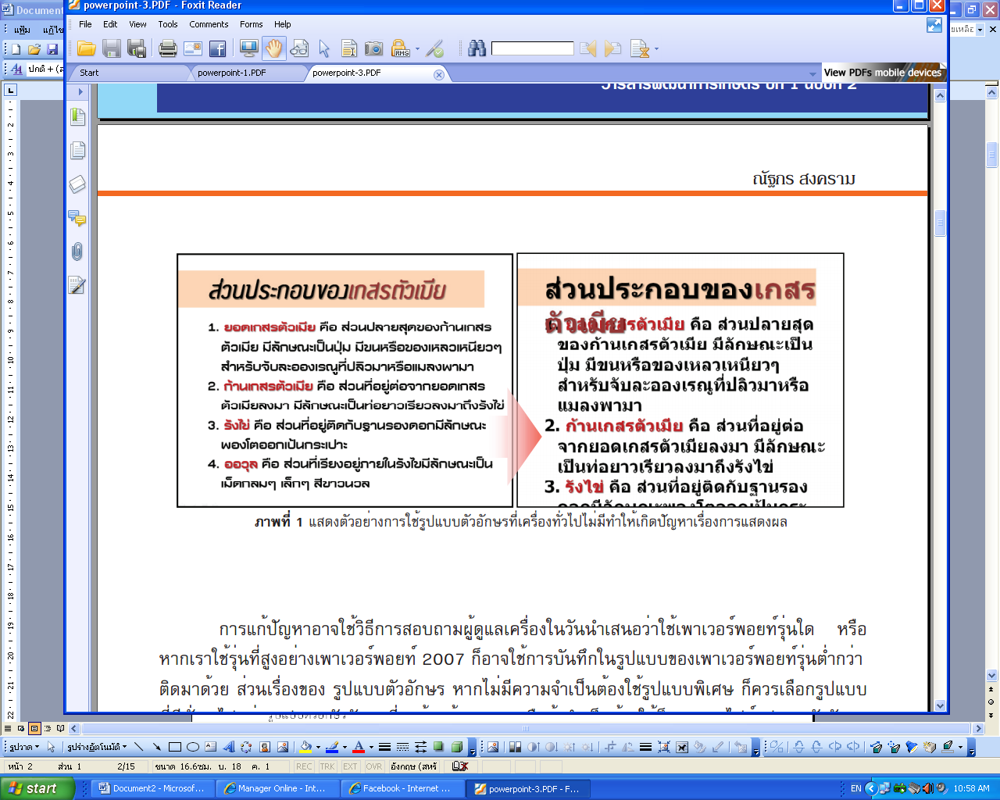 Document
powerpoint-3.PDF - Foxit Reader
แฟ้ม
File Edit View Tools Comments Forms Help
RMS
Start
powerpoint-1.PDF
powerpoint-3.PDF
View PDFs mobile devices
วารสารพัฒนาการเกษตร ปีที่ 1 ฉบับที่ 2
ณัฐกร สงคราม
ส่วนประกอบของเกสรตัวเมีย
1. ยอดเกสรตัวเมีย คือ ส่วนปลายสุดของก้านเกสร
ตัวเมีย มีลักษณะเป็นปุ่ม มีขนหรือของเหลวเหนียวๆ
สำหรับจับละอองเรณูที่ปลิวมาหรือแมลงพามา
2. ก้านเกสรตัวเมีย คือ ส่วนที่อยู่ต่อจากยอดเกสร
ตัวเมียลงมา มีลักษณะเป็นท่อยาวเรียวลงมาถึงรังไข่
3. รังไข่ คือ ส่วนที่อยู่ติดกับฐานรองดอกมีลักษณะ
พองโตออกเป็นกระเปาะ
4. ออวุล คือ ส่วนที่เรียงอยู่ภายในรังไข่มีลักษณะเป็น
เม็ดกลมๆ เล็กๆ สีขาวนวล
ส่วนประกอบของเกสร
ตัวเมีย
1. ยอดเกสรตัวเมีย คือ ส่วนปลายสุด
ของก้านเกสรตัวเมีย มีลักษณะเป็น
ปุ่ม มีขนหรือของเหลวเหนียวๆ
สำหรับจับละอองเรณูที่ปลิวมาหรือ
แมลงพามา
2. ก้านเกสรตัวเมีย คือ ส่วนที่อยู่ต่อ
จากยอดเกสรตัวเมียลงมา มีลักษณะ
เป็นท่อยาวเรียวลงมาถึงรังไข่
3. รังไข่ คือ ส่วนที่อยู่ติดกับฐานรอง
ดอกมีลักษณะพองโตออกเป็นกระ
ภาพที่ 1 แสดงตัวอย่างการใช้รูปแบบตัวอักษรที่เครื่องทั่วไปไม่มีทำให้เกิดปัญหาเรื่องการแสดงผล
การแก้ปัญหาอาจใช้วิธีการสอบถามผู้ดูแลเครื่องในวันนำเสนอว่าใช้เพาเวอร์พอยท์รุ่นใด หรือ
หากเราใช้รุ่นที่สูงอย่างเพาเวอร์พอยท์ 2007 ก็อาจใช้การบันทึกในรูปแบบของเพาเวอร์พอยท์รุ่นต่ำกว่า
ติดมาด้วย ส่วนเรื่องของ รูปแบบตัวอักษร หากไม่มีความจำเป็นต้องใช้รูปแบบพิเศษ ก็ควรเลือกรูปแบบ
รูปวาด รูปร่างอัตโนมัติ
หน้า 2 ส่วน 1 2/15 ขนาด 16.6ซม. บ. 18 ค. 1 REC TRK EXT OVR อังกฤษ (สหรั
start
Document2 - Microsof...
Manager Online - Int...
Facebook - Internet ...
powerpoint-3.PDF - F...
EN
10:58 AM